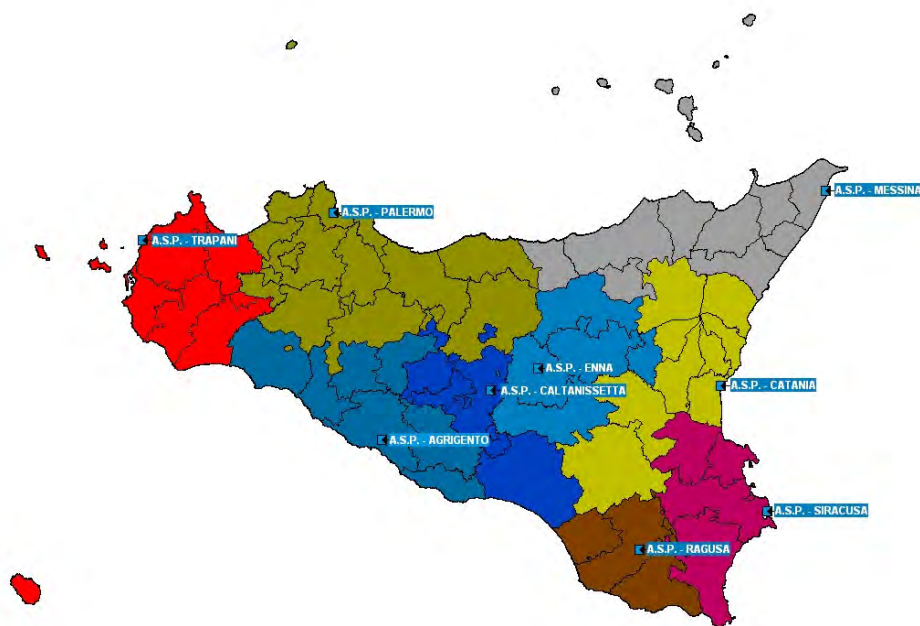 A.S.P. - MESSINA
A.S.P. - PALERMO
A.S.P. - TRAPANI
A.S.P. - ENNA
A.S.P. - CATANIA
A.S.P. - CALTANISSETTA
A.S.P. - AGRIGENTO
A.S.P. - SIRACUSA
A.S.P. - RAGUSA